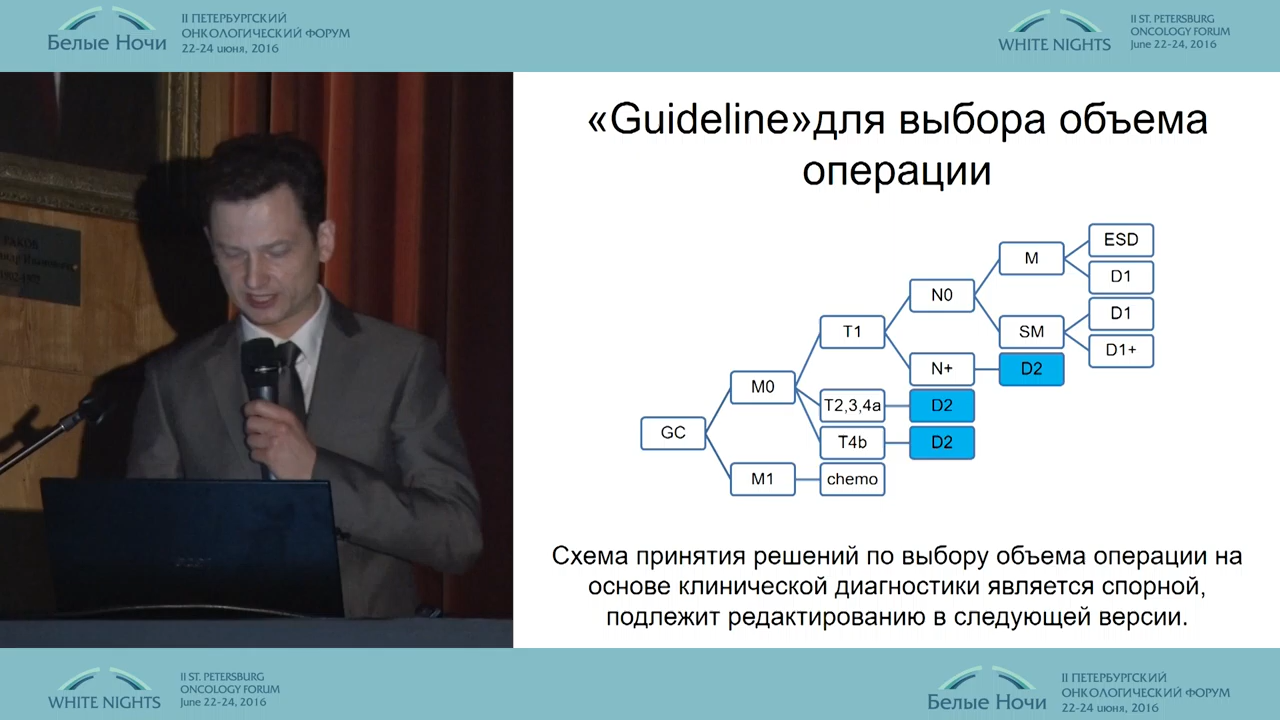 Белые Ночи
II ПЕТЕРБУРГСКИЙ
ОНКОЛОГИЧЕСКИЙ ФОРУМ
22-24 июня, 2016
WHITE NIGHTS
II ST. PETERSBURG
ONCOLOGY FORUM
June 22-24, 2016
«Guideline»для выбора объема
операции
GC
M0
M1
T1
T2,3,4a
T4b
chemo
N0
N+
D2
D2
M
SM
D2
ESD
D1
D1
D1+
Схема принятия решений по выбору объема операции на
основе клинической диагностики является спорной,
подлежит редактированию в следующей версии.
WHITE NIGHTS
II ST. PETERSBURG
ONCOLOGY FORUM
June 22-24, 2016
Белые Ночи
II ПЕТЕРБУРГСКИЙ
ОНКОЛОГИЧЕСКИЙ ФОРУМ
22-24 июня, 2016